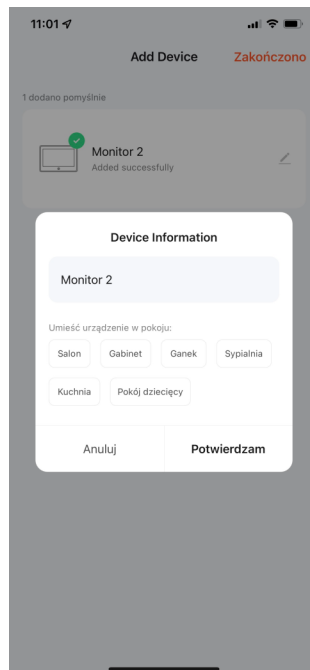 11:01
Add Device
Zakończono
1 dodano pomyślnie
Monitor 2
Added successfully
Device Information
Monitor 2
Umieść urządzenie w pokoju:
Salon Gabinet Ganek Sypialnia
Kuchnia Pokój dziecięcy
Anuluj Potwierdzam